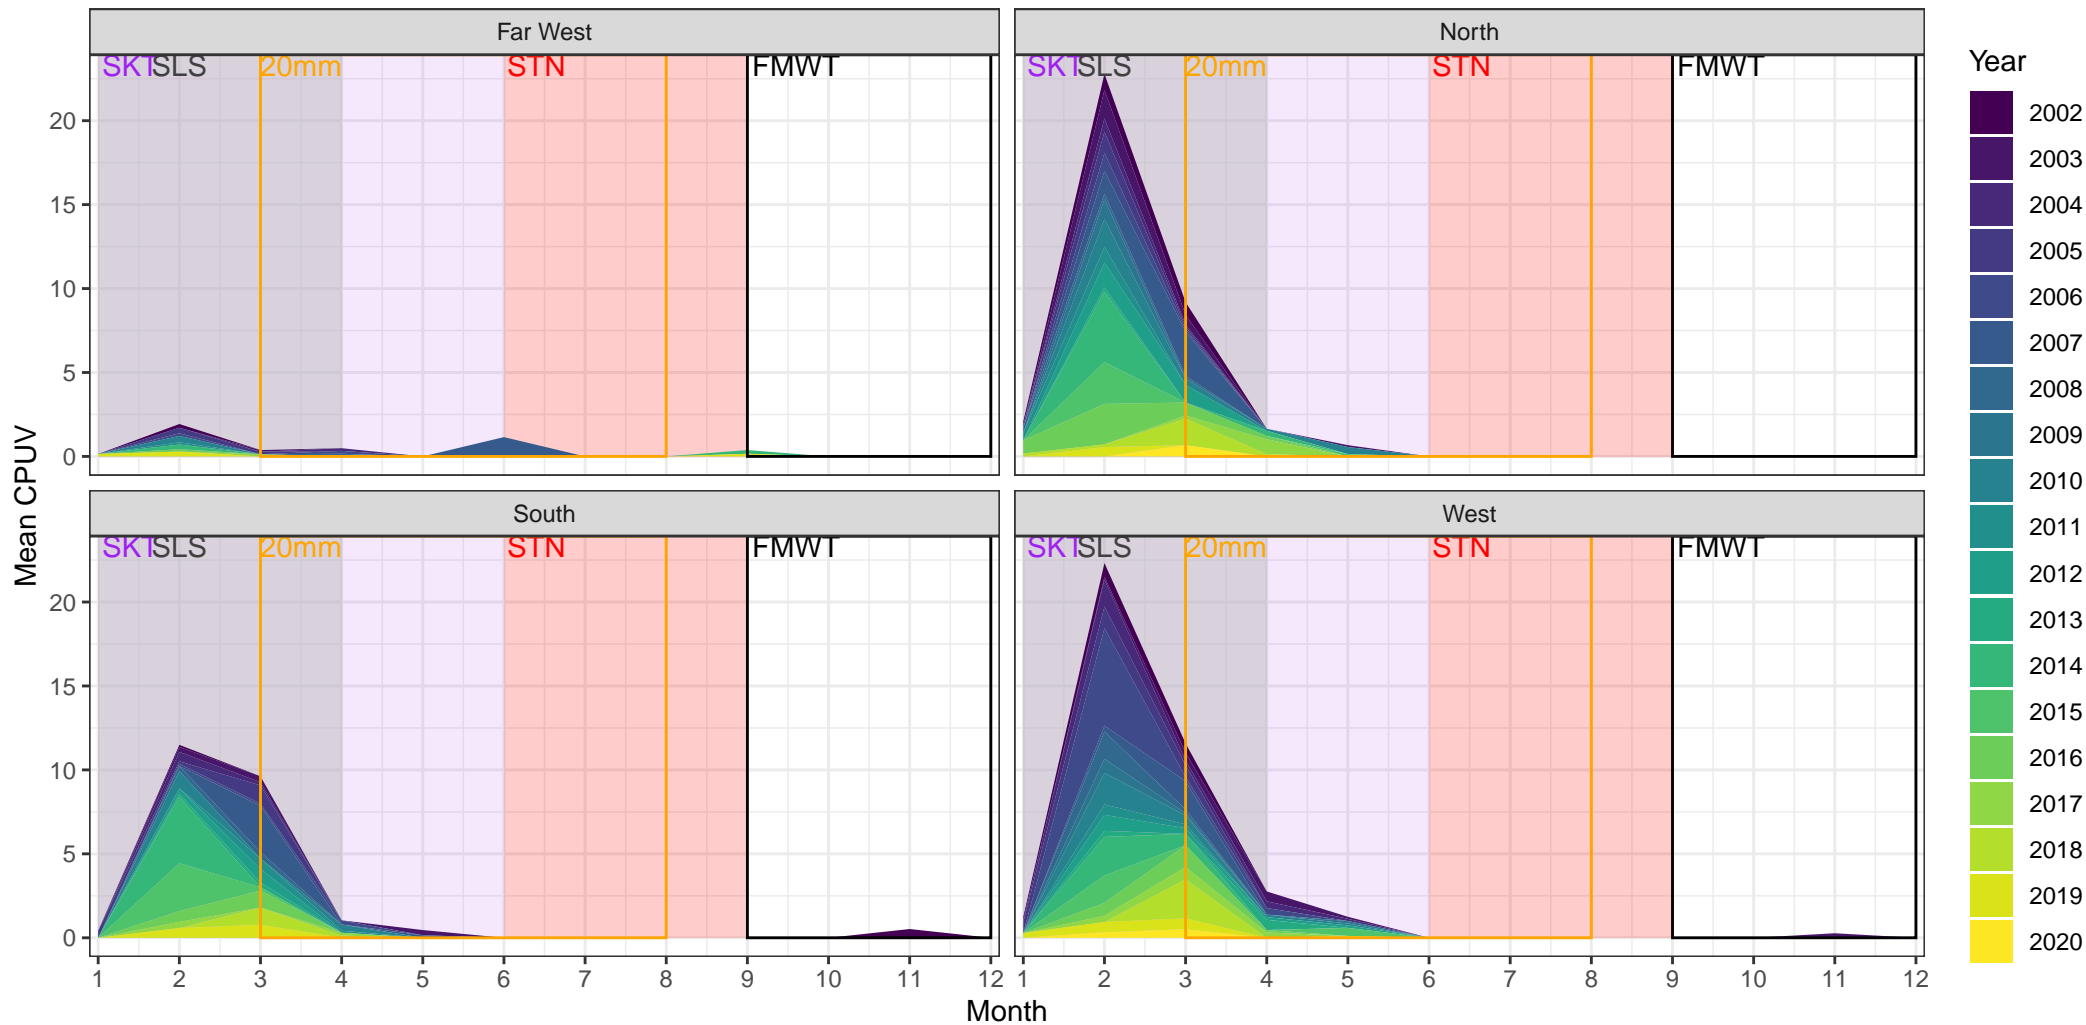 Far West
North
SKT SLS 20mm STN FMWT
SKT SLS 20mm STN FMWT
20
15
10
5
0
South
West
SKT SLS 20mm STN FMWT
SKT SLS 20mm STN FMWT
20
15
10
5
0
1 2 3 4 5 6 7 8 9 10 11 12
1 2 3 4 5 6 7 8 9 10 11 12
Month
Mean CPUV
Year
2002
2003
2004
2005
2006
2007
2008
2009
2010
2011
2012
2013
2014
2015
2016
2017
2018
2019
2020